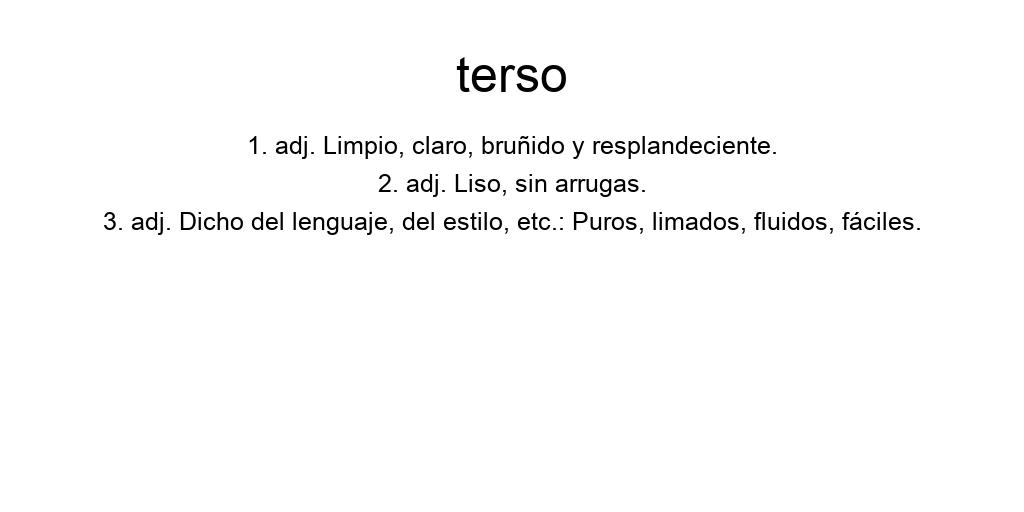 terso
1. adj. Limpio, claro, bruñido y resplandeciente.
2. adj. Liso, sin arrugas.
3. adj. Dicho del lenguaje, del estilo, etc.: Puros, limados, fluidos, fáciles.